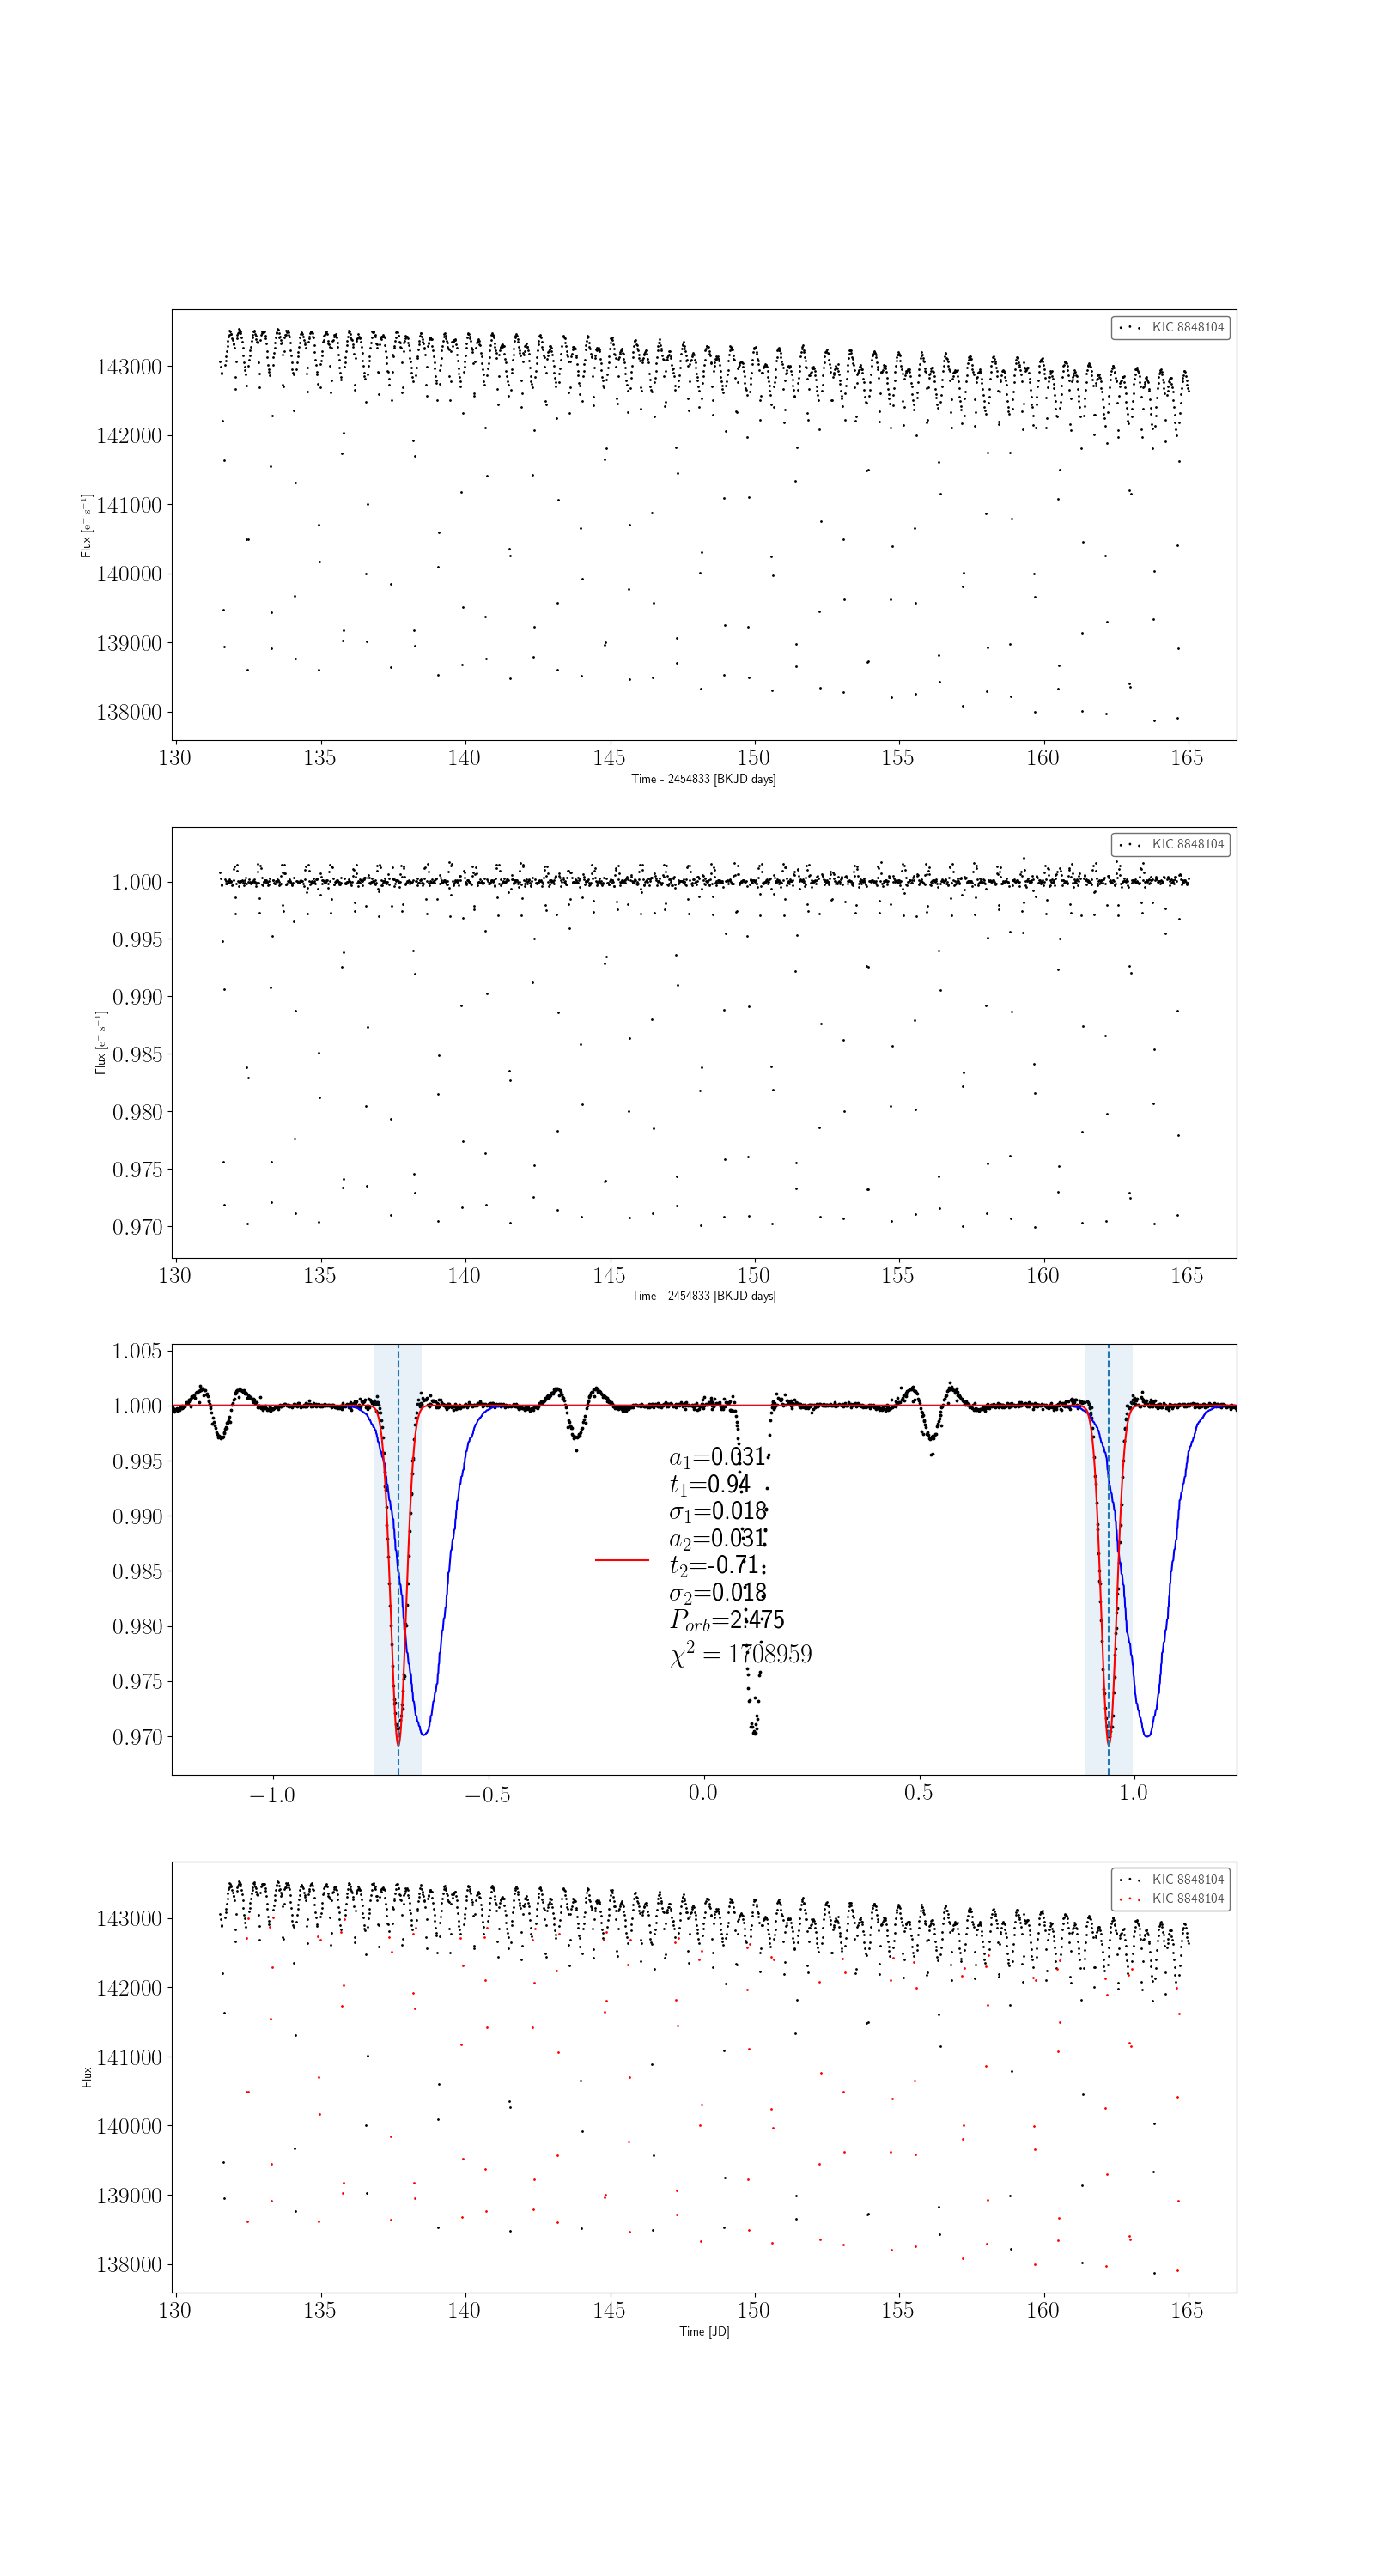 KIC 8848104
143000
142000
141000
140000
139000
138000
Flux [e⁻ s⁻¹]
130 135 140 145 150 155 160 165
Time - 2454833 [BKJD days]
KIC 8848104
1.000
0.995
0.990
0.985
0.980
0.975
0.970
Flux [e⁻ s⁻¹]
130 135 140 145 150 155 160 165
Time - 2454833 [BKJD days]
1.005
1.000
0.995
0.990
0.985
0.980
0.975
0.970
a₁=0.031
t₁=0.94
σ₁=0.018
a₂=0.031
t₂=-0.71
σ₂=0.018
P_orb=2.475
χ² = 1708959
−1.0 −0.5 0.0 0.5 1.0
KIC 8848104
KIC 8848104
143000
142000
141000
140000
139000
138000
Flux
130 135 140 145 150 155 160 165
Time [JD]